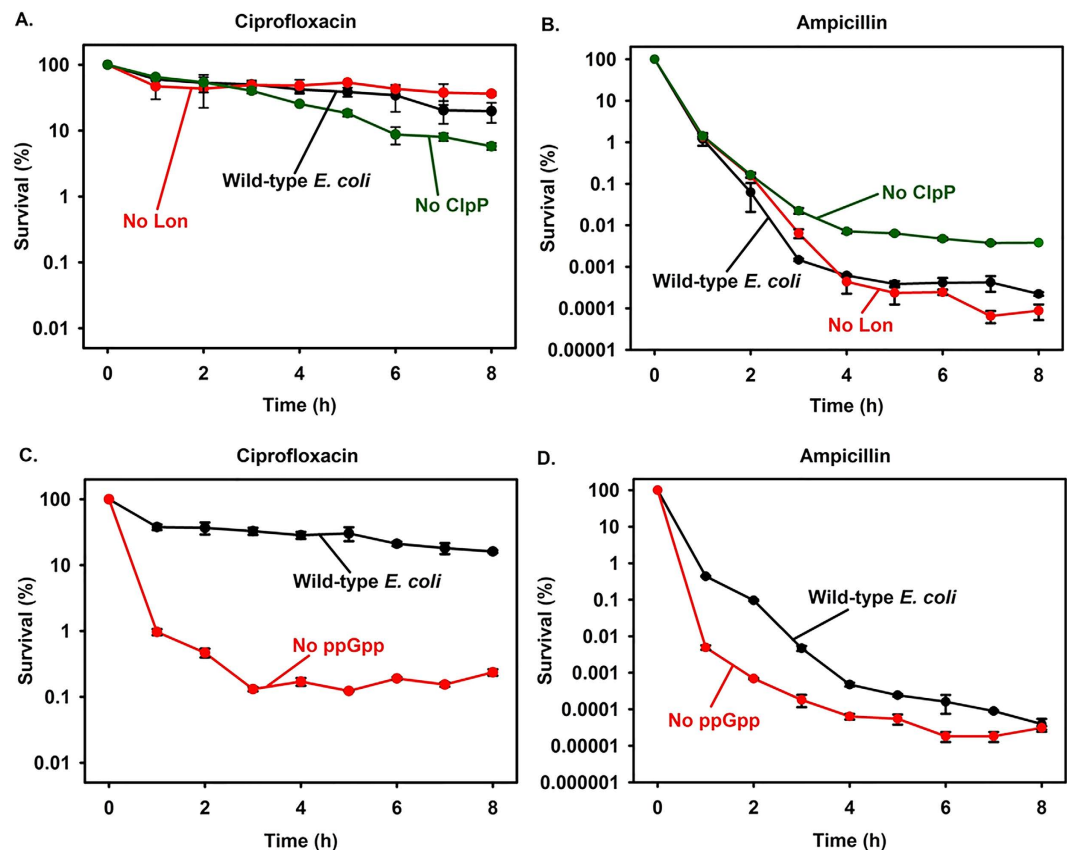 A.
Ciprofloxacin
Survival (%)
100
10
1
0.1
0.01
Wild-type E. coli
No Lon
No ClpP
0 2 4 6 8
Time (h)
B.
Ampicillin
Survival (%)
100
10
1
0.1
0.01
0.001
0.0001
0.00001
No ClpP
Wild-type E. coli
No Lon
0 2 4 6 8
Time (h)
C.
Ciprofloxacin
Survival (%)
100
10
1
0.1
0.01
Wild-type E. coli
No ppGpp
0 2 4 6 8
Time (h)
D.
Ampicillin
Survival (%)
100
10
1
0.1
0.01
0.001
0.0001
0.00001
0.000001
Wild-type E. coli
No ppGpp
0 2 4 6 8
Time (h)